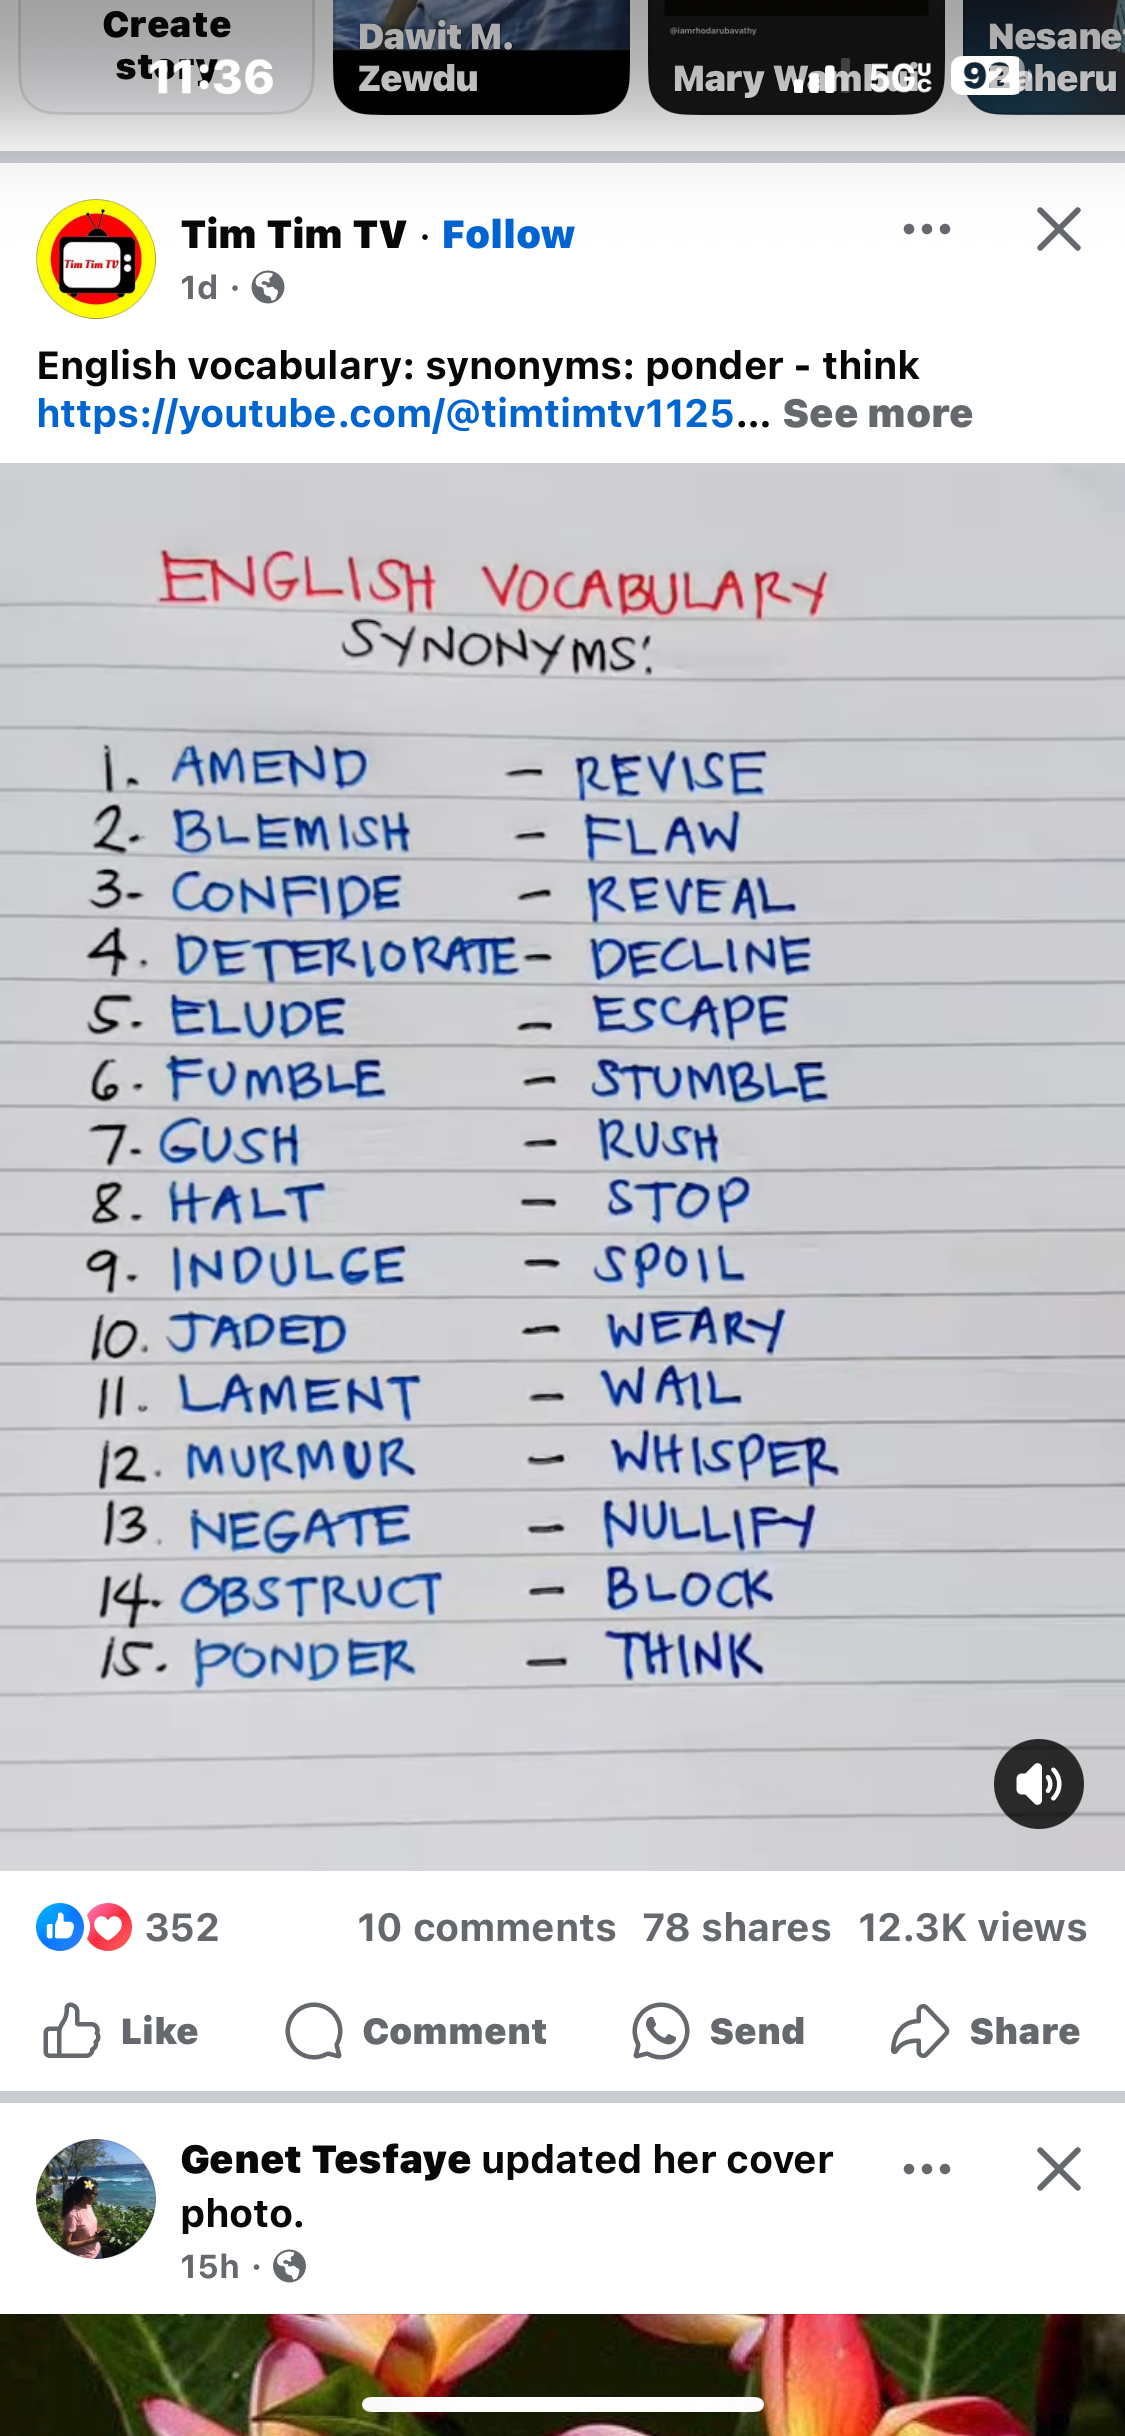 Create story
Dawit M. Zewdu
@iamrhodarubavathy
Mary Wambui
11:36
5G
92
Tim Tim TV
Tim Tim TV · Follow
1d ·
English vocabulary: synonyms: ponder - think
https://youtube.com/@timtimtv1125... See more
ENGLISH VOCABULARY
SYNONYMS:
1. AMEND - REVISE
2. BLEMISH - FLAW
3- CONFIDE - REVEAL
4. DETERIORATE - DECLINE
5. ELUDE - ESCAPE
6. FUMBLE - STUMBLE
7- GUSH - RUSH
8. HALT - STOP
9. INDULGE - SPOIL
10. JADED - WEARY
11. LAMENT - WAIL
12. MURMUR - WHISPER
13. NEGATE - NULLIFY
14. OBSTRUCT - BLOCK
15. PONDER - THINK
352 10 comments 78 shares 12.3K views
Like Comment Send Share
Genet Tesfaye updated her cover
photo.
15h ·